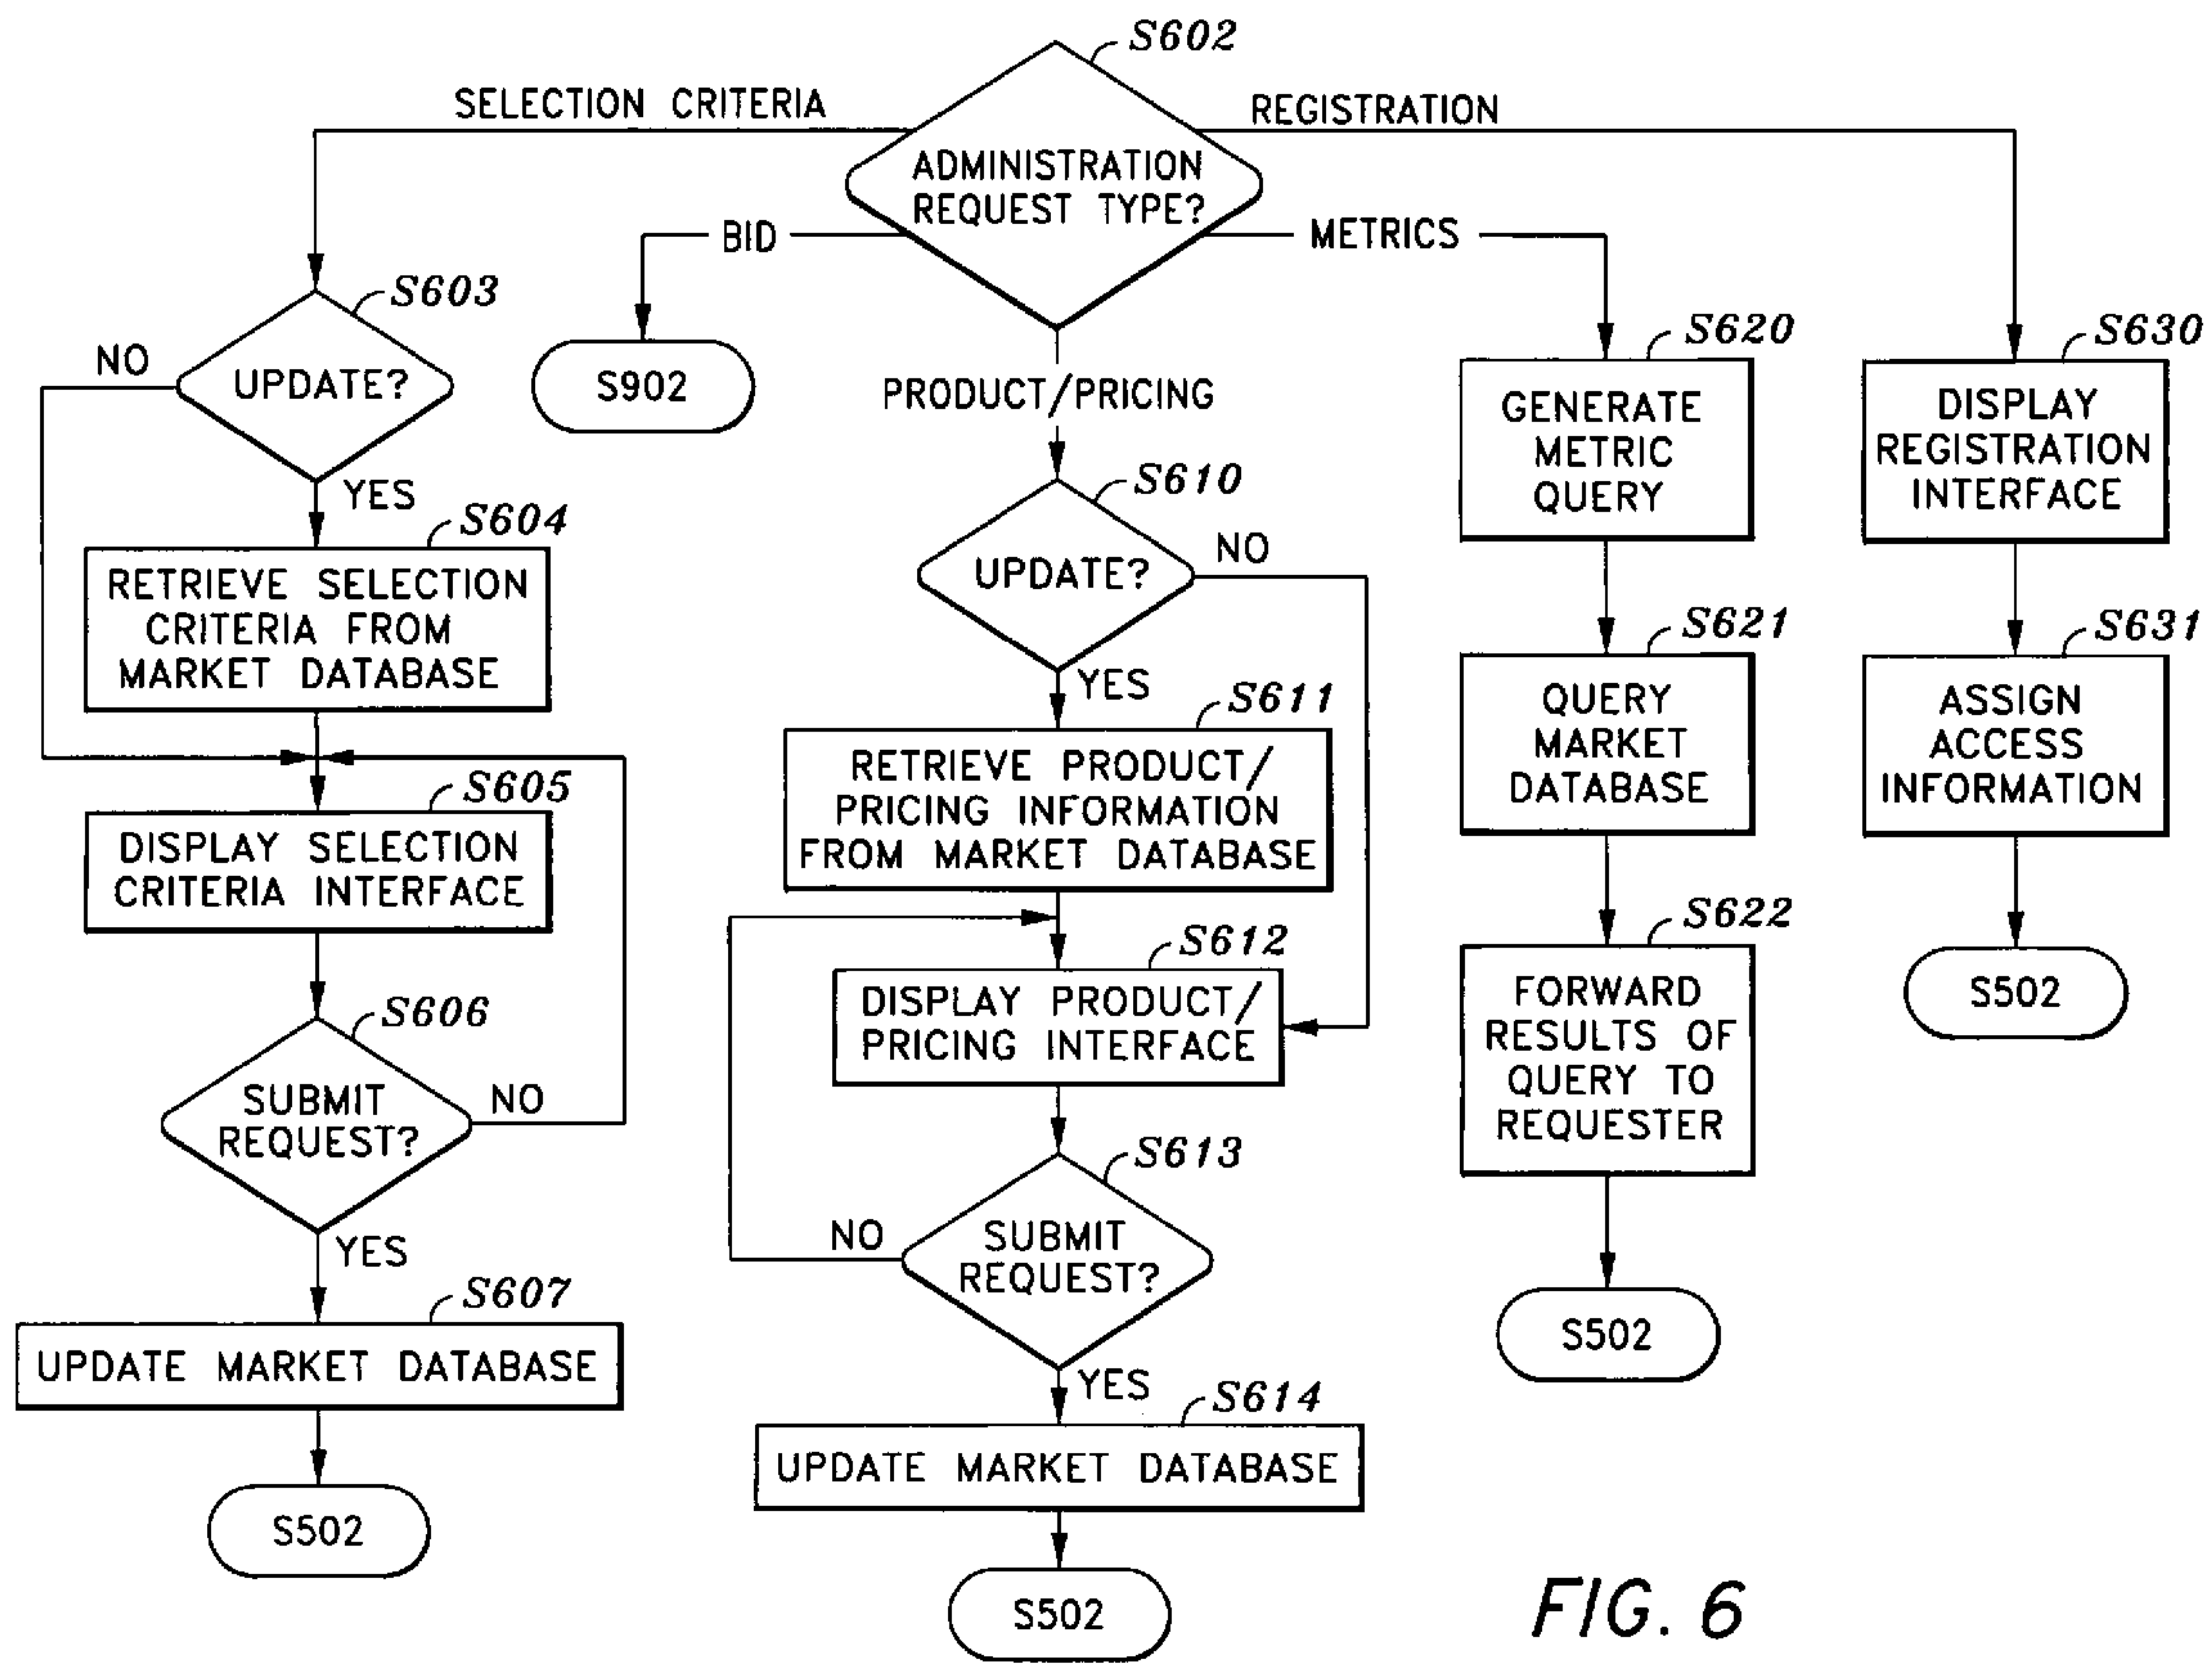 S602
SELECTION CRITERIA
REGISTRATION
ADMINISTRATION
REQUEST TYPE?
BID
METRICS
S603
NO
UPDATE?
YES
S902
PRODUCT/PRICING
S604
RETRIEVE SELECTION
CRITERIA FROM
MARKET DATABASE
S605
DISPLAY SELECTION
CRITERIA INTERFACE
S606
SUBMIT
REQUEST?
NO
YES
S607
UPDATE MARKET DATABASE
S502
S610
UPDATE?
NO
YES
S611
RETRIEVE PRODUCT/
PRICING INFORMATION
FROM MARKET DATABASE
S612
DISPLAY PRODUCT/
PRICING INTERFACE
S613
NO
SUBMIT
REQUEST?
YES
S614
UPDATE MARKET DATABASE
S502
S620
GENERATE
METRIC
QUERY
S621
QUERY
MARKET
DATABASE
S622
FORWARD
RESULTS OF
QUERY TO
REQUESTER
S502
S630
DISPLAY
REGISTRATION
INTERFACE
S631
ASSIGN
ACCESS
INFORMATION
S502
FIG. 6